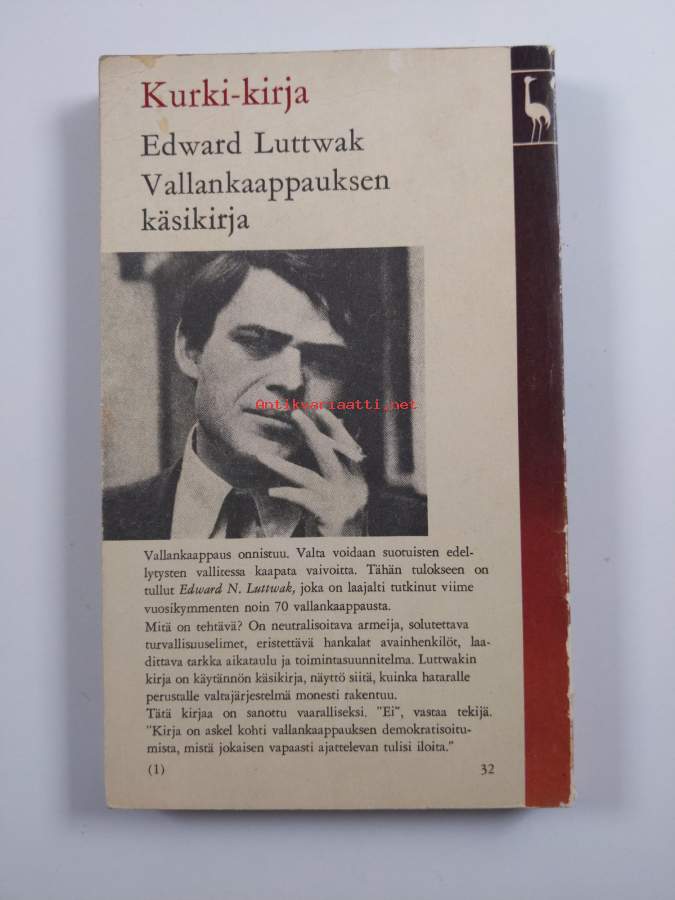 Kurki-kirja
Edward Luttwak
Vallankaappauksen
käsikirja
Antikvariaatti.net
Vallankaappaus onnistuu. Valta voidaan suotuisten edel-
lytysten vallitessa kaapata vaivoitta. Tähän tulokseen on
tullut Edward N. Luttwak, joka on laajalti tutkinut viime
vuosikymmenten noin 70 vallankaappausta.
Mitä on tehtävä? On neutralisoitava armeija, solutettava
turvallisuuselimet, eristettävä hankalat avainhenkilöt, laa-
dittava tarkka aikataulu ja toimintasuunnitelma. Luttwakin
kirja on käytännön käsikirja, näyttö siitä, kuinka hataralle
perustalle valtajärjestelmä monesti rakentuu.
Tätä kirjaa on sanottu vaaralliseksi. "Ei", vastaa tekijä.
"Kirja on askel kohti vallankaappauksen demokratisoitu-
mista, mistä jokaisen vapaasti ajattelevan tulisi iloita."
(1) 32